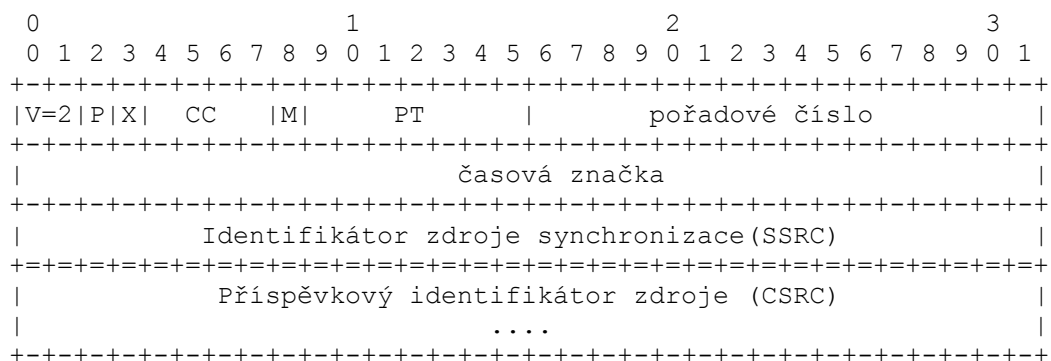 0                   1                   2                   3
 0 1 2 3 4 5 6 7 8 9 0 1 2 3 4 5 6 7 8 9 0 1 2 3 4 5 6 7 8 9 0 1
+-+-+-+-+-+-+-+-+-+-+-+-+-+-+-+-+-+-+-+-+-+-+-+-+-+-+-+-+-+-+-+-+
|V=2|P|X|  CC   |M|     PT      |       pořadové číslo          |
+-+-+-+-+-+-+-+-+-+-+-+-+-+-+-+-+-+-+-+-+-+-+-+-+-+-+-+-+-+-+-+-+
|                           časová značka                       |
+-+-+-+-+-+-+-+-+-+-+-+-+-+-+-+-+-+-+-+-+-+-+-+-+-+-+-+-+-+-+-+-+
|           Identifikátor zdroje synchronizace(SSRC)            |
+=+=+=+=+=+=+=+=+=+=+=+=+=+=+=+=+=+=+=+=+=+=+=+=+=+=+=+=+=+=+=+=+
|            Příspěvkový identifikátor zdroje (CSRC)            |
|                             ....                              |
+-+-+-+-+-+-+-+-+-+-+-+-+-+-+-+-+-+-+-+-+-+-+-+-+-+-+-+-+-+-+-+-+